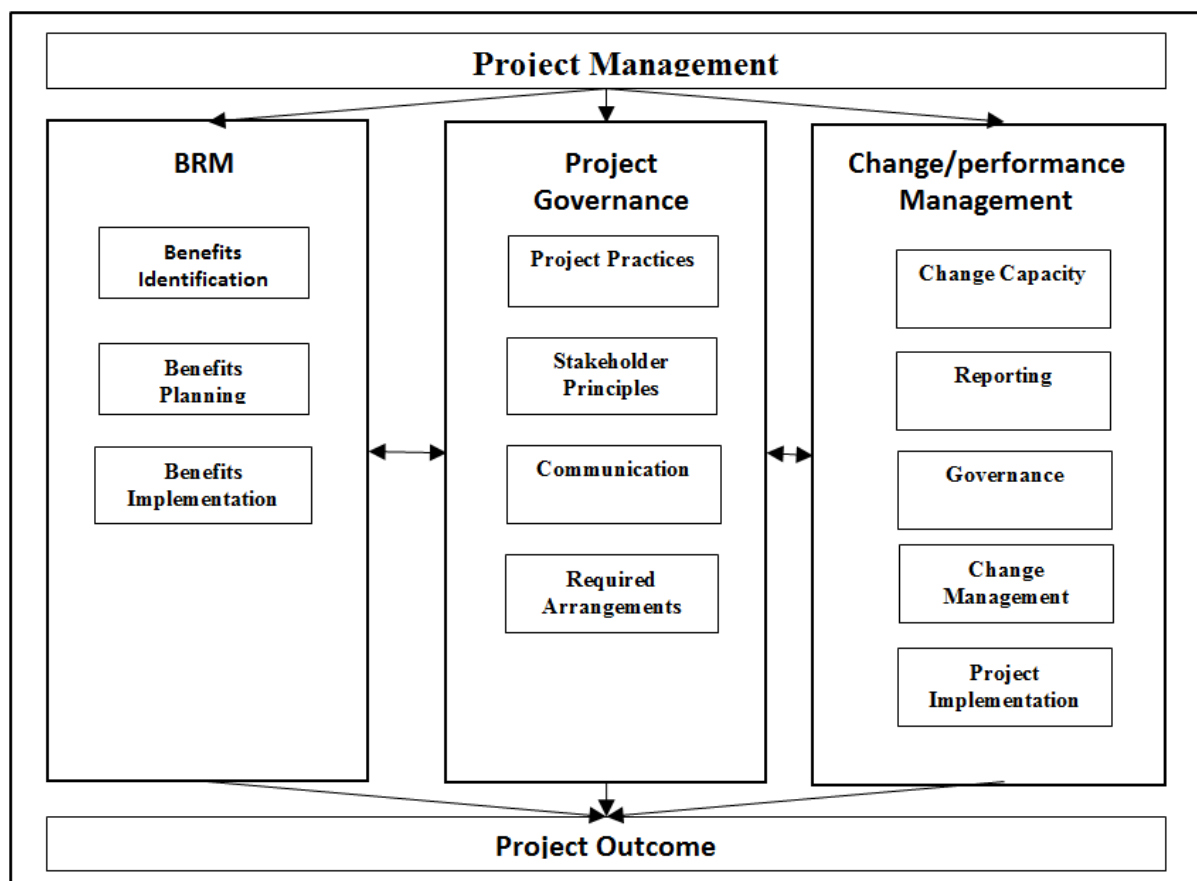 Project Management
BRM
Benefits
Identification
Benefits
Planning
Benefits
Implementation
Project
Governance
Project Practices
Stakeholder
Principles
Communication
Required
Arrangements
Change/performance
Management
Change Capacity
Reporting
Governance
Change
Management
Project
Implementation
Project Outcome